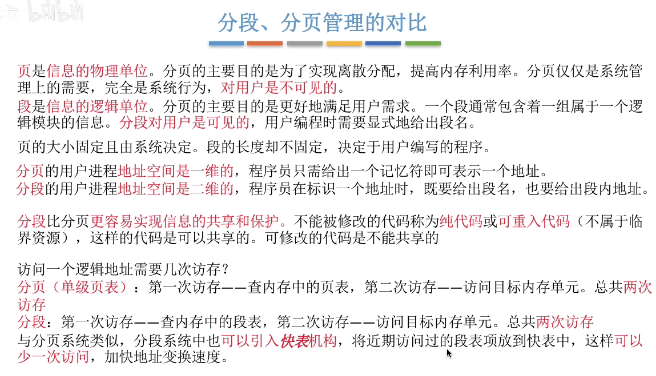 bilibili
分段、分页管理的对比
页是信息的物理单位。分页的主要目的是为了实现离散分配，提高内存利用率。分页仅仅是系统管
理上的需要，完全是系统行为，对用户是不可见的。
段是信息的逻辑单位。分页的主要目的是更好地满足用户需求。一个段通常包含着一组属于一个逻
辑模块的信息。分段对用户是可见的，用户编程时需要显式地给出段名。
页的大小固定且由系统决定。段的长度却不固定，决定于用户编写的程序。
分页的用户进程地址空间是一维的，程序员只需给出一个记忆符即可表示一个地址。
分段的用户进程地址空间是二维的，程序员在标识一个地址时，既要给出段名，也要给出段内地址。
分段比分页更容易实现信息的共享和保护。不能被修改的代码称为纯代码或可重入代码（不属于临
界资源），这样的代码是可以共享的。可修改的代码是不能共享的
访问一个逻辑地址需要几次访存？
分页（单级页表）：第一次访存——查内存中的页表，第二次访存——访问目标内存单元。总共两次
访存
分段：第一次访存——查内存中的段表，第二次访存——访问目标内存单元。总共两次访存
与分页系统类似，分段系统中也可以引入快表机构，将近期访问过的段表项放到快表中，这样可以
少一次访问，加快地址变换速度。